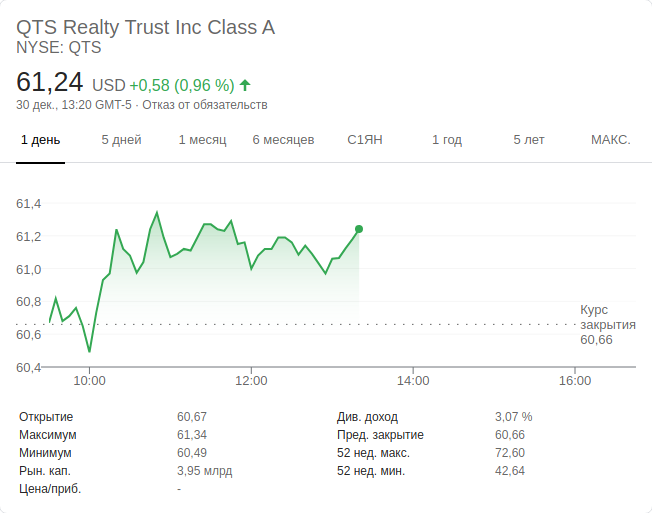 QTS Realty Trust Inc Class A
NYSE: QTS
61,24 USD +0,58 (0,96 %)
30 дек., 13:20 GMT-5 · Отказ от обязательств
1 день 5 дней 1 месяц 6 месяцев С1ЯН 1 год 5 лет МАКС.
61,4
61,2
61,0
60,8
60,6
60,4
Курс
закрытия
60,66
10:00 12:00 14:00 16:00
Открытие 60,67 Див. доход 3,07 %
Максимум 61,34 Пред. закрытие 60,66
Минимум 60,49 52 нед. макс. 72,60
Рын. кап. 3,95 млрд 52 нед. мин. 42,64
Цена/приб. -